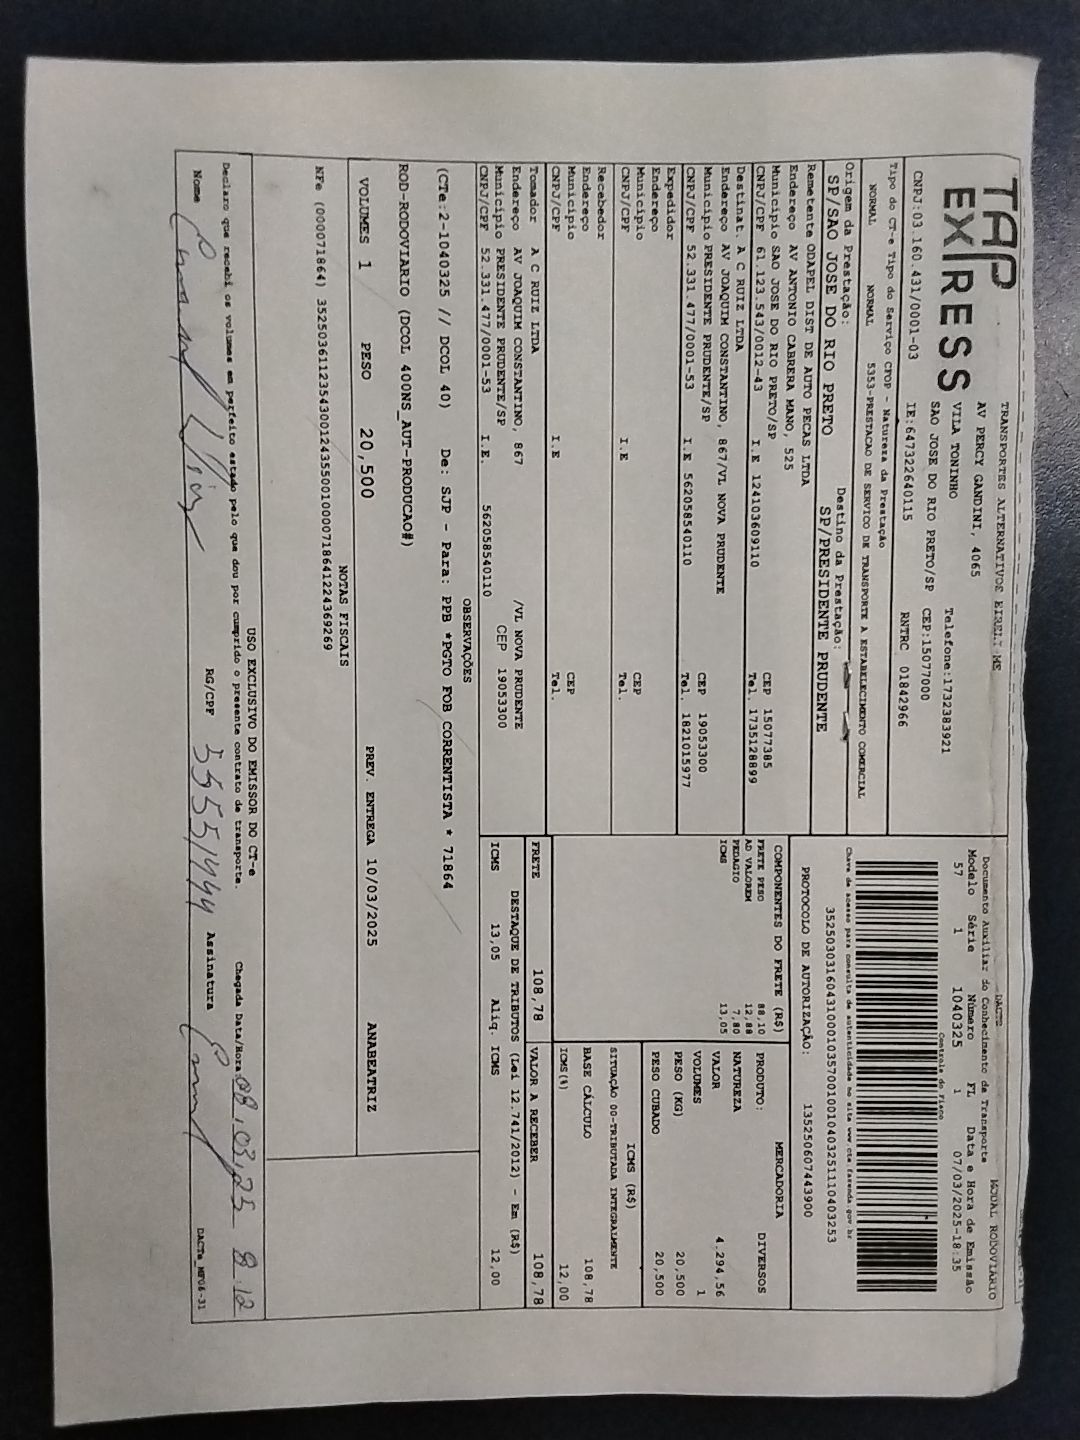 TAP
EXPRESS
TRANSPORTES ALTERNATIVOS EIRELI ME
AV PERCY GANDINI, 4065
VILA TONINHO
SAO JOSE DO RIO PRETO/SP
Telefone:1732383921
CEP:15077000
CNPJ:03.160.431/0001-03 IE:647322640115 RNTRC 01842966
DACTE MODAL RODOVIÁRIO
Documento Auxiliar do Conhecimento de Transporte
Modelo Série Número FL Data e Hora de Emissão
57 1 1040325 1 07/03/2025-18:35
Controle do Fisco
Chave de acesso para consulta de autenticidade no site www.cte.fazenda.gov.br
PROTOCOLO DE AUTORIZAÇÃO: 135250607443900
Tipo do CT-e Tipo do Serviço CFOP - Natureza da Prestação
NORMAL NORMAL 5353-PRESTACAO DE SERVICO DE TRANSPORTE A ESTABELECIMENTO COMERCIAL
Origem da Prestação: Destino da Prestação:
SP/SAO JOSE DO RIO PRETO SP/PRESIDENTE PRUDENTE
Remetente ODAPEL DIST DE AUTO PECAS LTDA
Endereço AV ANTONIO CABRERA MANO, 525
Município SAO JOSE DO RIO PRETO/SP CEP 15077385
CNPJ/CPF 61.123.543/0012-43 I.E 124103609110 Tel. 1735128899
Destinat. A C RUIZ LTDA
Endereço AV JOAQUIM CONSTANTINO, 867/VL NOVA PRUDENTE
Município PRESIDENTE PRUDENTE/SP CEP 19053300
CNPJ/CPF 52.331.477/0001-53 I.E 562058540110 Tel. 1821015977
Expedidor
Endereço
Município CEP
CNPJ/CPF I.E Tel.
Recebedor
Endereço
Município CEP
CNPJ/CPF I.E Tel.
Tomador A C RUIZ LTDA
Endereço AV JOAQUIM CONSTANTINO, 867 /VL NOVA PRUDENTE
Município PRESIDENTE PRUDENTE/SP CEP 19053300
CNPJ/CPF 52.331.477/0001-53 I.E. 562058540110
COMPONENTES DO FRETE (R$)
FRETE PESO 88,10
AD VALOREM 12,88
PEDAGIO 7,80
ICMS 13,05
MERCADORIA
PRODUTO: DIVERSOS
NATUREZA
VALOR 4.294,56
VOLUMES 1
PESO (KG) 20,500
PESO CUBADO 20,500
ICMS (R$)
SITUAÇÃO 00-TRIBUTADA INTEGRALMENTE
BASE CÁLCULO 108,78
ICMS(%) 12,00
FRETE 108,78 VALOR A RECEBER 108,78
DESTAQUE DE TRIBUTOS (Lei 12.741/2012) - Em (R$)
ICMS 13,05 Aliq. ICMS 12,00
OBSERVAÇÕES
(CTe:2-1040325 // DCOL 40) De: SJP - Para: PPB *PGTO FOB CORRENTISTA * 71864
ROD-RODOVIARIO (DCOL 400NS_AUT-PRODUCAO#)
VOLUMES 1 PESO 20,500 PREV. ENTREGA 10/03/2025 ANABEATRIZ
NOTAS FISCAIS
USO EXCLUSIVO DO EMISSOR DO CT-e
Declaro que recebi os volumes em perfeito estado pelo que dou por cumprido o presente contrato de transporte. Chegada Data/Hora 08,03,25 8:12
Nome RG/CPF Assinatura
DACTe_MF06-31